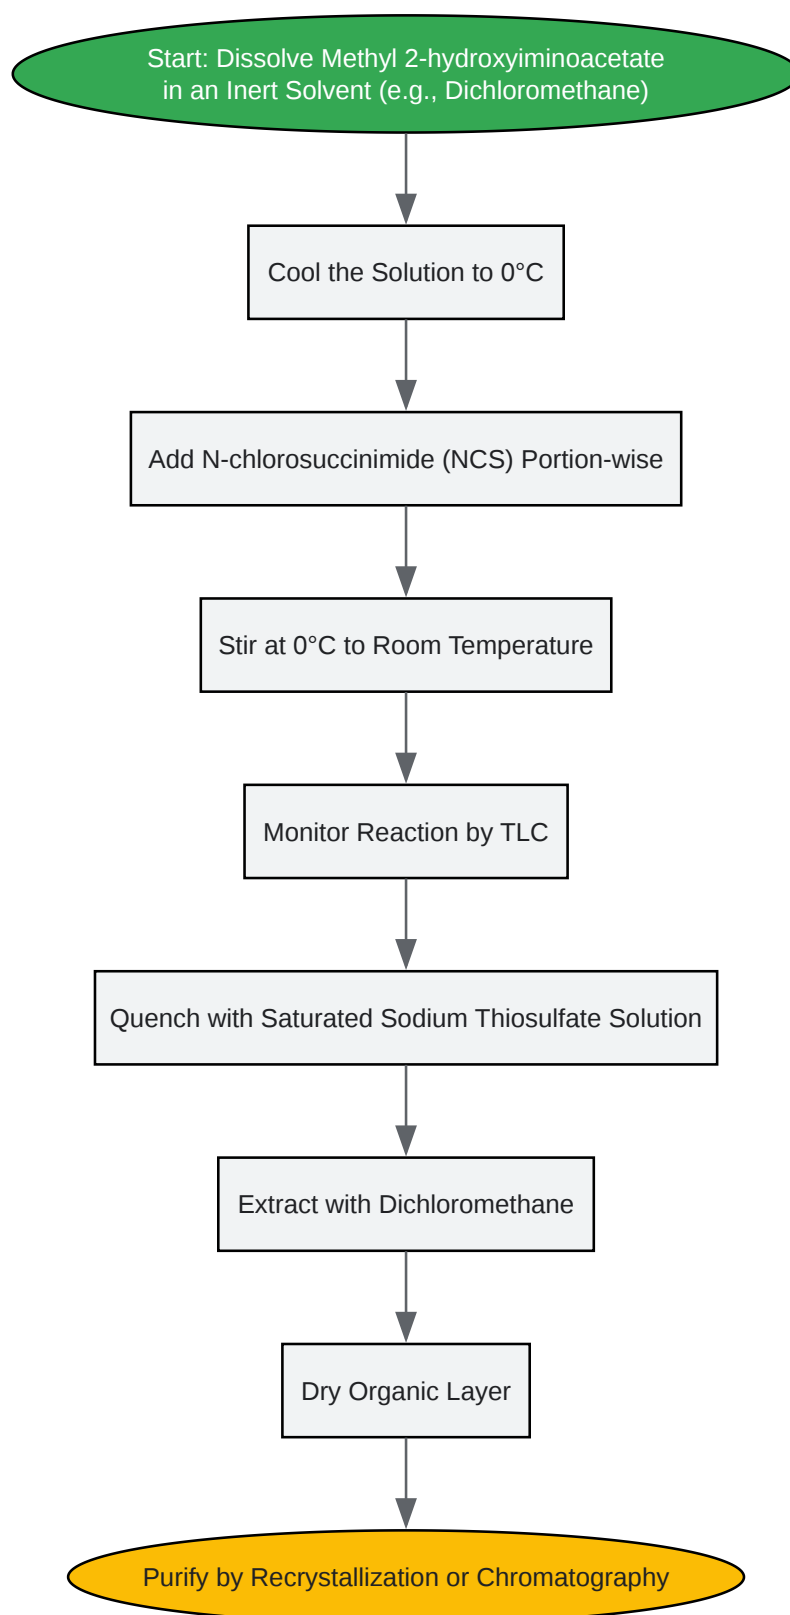 Start: Dissolve Methyl 2-hydroxyiminoacetate
in an Inert Solvent (e.g., Dichloromethane)
Cool the Solution to 0°C
Add N-chlorosuccinimide (NCS) Portion-wise
Stir at 0°C to Room Temperature
Monitor Reaction by TLC
Quench with Saturated Sodium Thiosulfate Solution
Extract with Dichloromethane
Dry Organic Layer
Purify by Recrystallization or Chromatography